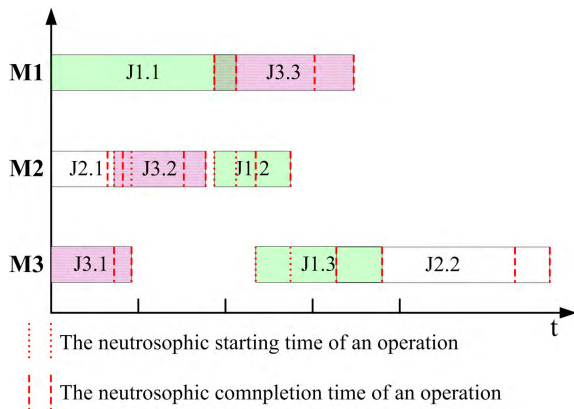 M1 J1.1 J3.3
M2 J2.1 J3.2 J1.2
M3 J3.1 J1.3 J2.2
t
The neutrosophic starting time of an operation
The neutrosophic comnpletion time of an operation